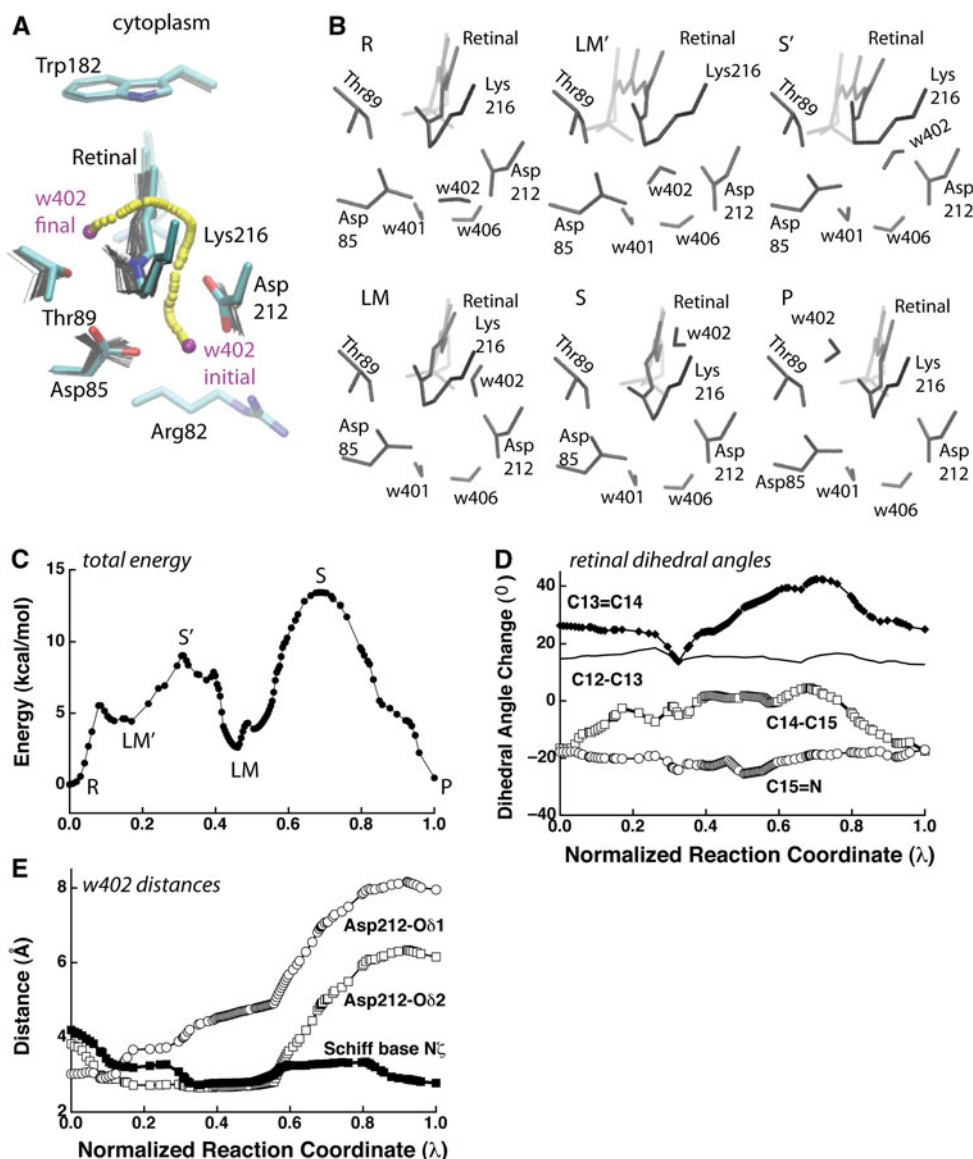 A
cytoplasm
Trp182
Retinal
w402
final
Lys216
Thr89
Asp
212
Asp85
w402
initial
Arg82
B
R
Retinal
Thr89
Lys
216
w402
Asp
212
Asp
85
w401
w406
LM'
Retinal
Thr89
Lys216
w402
Asp
212
Asp
85
w401
w406
S'
Retinal
Thr89
Lys
216
w402
Asp
212
Asp
85
w401
w406
LM
Retinal
Lys
216
Thr89
w402
Asp
85
Asp
212
w401
w406
S
Retinal
w402
Thr89
Lys
216
Asp
85
Asp
212
w401
w406
P
Retinal
w402
Thr89
Lys
216
Asp
212
Asp85
w401
w406
C
total energy
Energy (kcal/mol)
15
10
5
0
R
LM'
S'
LM
S
P
0.0 0.2 0.4 0.6 0.8 1.0
D
retinal dihedral angles
Dihedral Angle Change (0)
40
20
0
−20
−40
C13=C14
C12-C13
C14-C15
C15=N
0.0 0.2 0.4 0.6 0.8 1.0
Normalized Reaction Coordinate (λ)
E
w402 distances
Distance (Å)
8
6
4
2
Asp212-Oδ1
Asp212-Oδ2
Schiff base Nζ
0.0 0.2 0.4 0.6 0.8 1.0
Normalized Reaction Coordinate (λ)